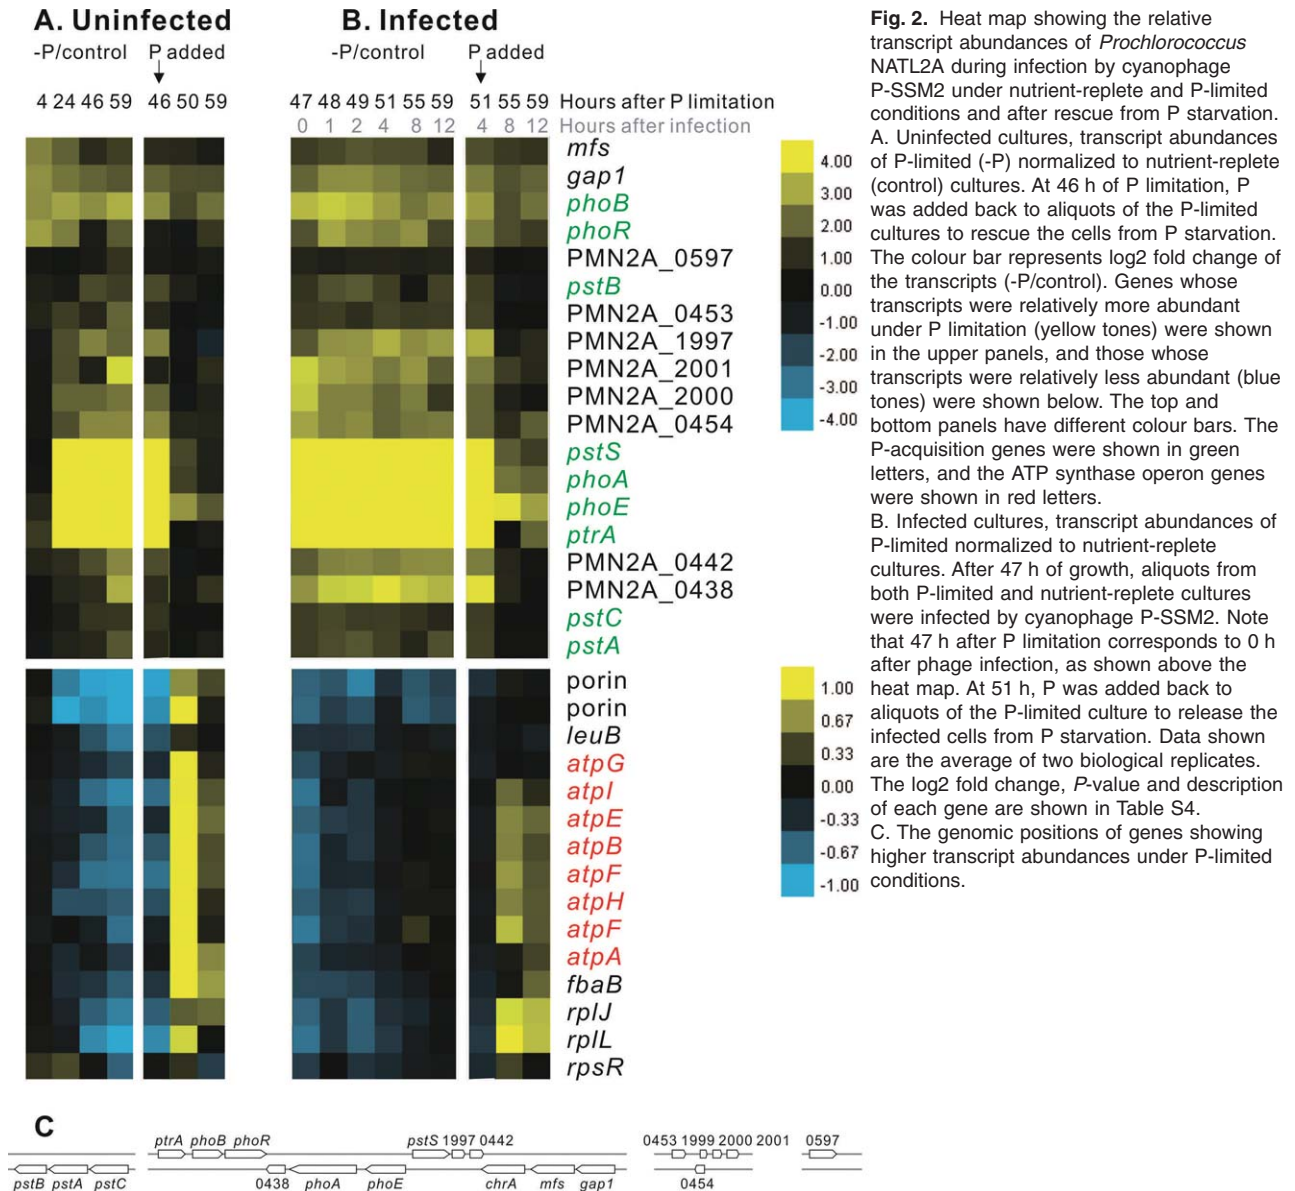 A. Uninfected
B. Infected
-P/control
P added
-P/control
P added
4 24 46 59
46 50 59
47 48 49 51 55 59
51 55 59
Hours after P limitation
0 1 2 4 8 12
4 8 12
Hours after infection
mfs
gap1
phoB
phoR
PMN2A_0597
pstB
PMN2A_0453
PMN2A_1997
PMN2A_2001
PMN2A_2000
PMN2A_0454
pstS
phoA
phoE
ptrA
PMN2A_0442
PMN2A_0438
pstC
pstA
porin
porin
leuB
atpG
atpI
atpE
atpB
atpF
atpH
atpF
atpA
fbaB
rplJ
rplL
rpsR
4.00
3.00
2.00
1.00
0.00
-1.00
-2.00
-3.00
-4.00
1.00
0.67
0.33
0.00
-0.33
-0.67
-1.00
Fig. 2. Heat map showing the relative
transcript abundances of Prochlorococcus
NATL2A during infection by cyanophage
P-SSM2 under nutrient-replete and P-limited
conditions and after rescue from P starvation.
A. Uninfected cultures, transcript abundances
of P-limited (-P) normalized to nutrient-replete
(control) cultures. At 46 h of P limitation, P
was added back to aliquots of the P-limited
cultures to rescue the cells from P starvation.
The colour bar represents log2 fold change of
the transcripts (-P/control). Genes whose
transcripts were relatively more abundant
under P limitation (yellow tones) were shown
in the upper panels, and those whose
transcripts were relatively less abundant (blue
tones) were shown below. The top and
bottom panels have different colour bars. The
P-acquisition genes were shown in green
letters, and the ATP synthase operon genes
were shown in red letters.
B. Infected cultures, transcript abundances of
P-limited normalized to nutrient-replete
cultures. After 47 h of growth, aliquots from
both P-limited and nutrient-replete cultures
were infected by cyanophage P-SSM2. Note
that 47 h after P limitation corresponds to 0 h
after phage infection, as shown above the
heat map. At 51 h, P was added back to
aliquots of the P-limited culture to release the
infected cells from P starvation. Data shown
are the average of two biological replicates.
The log2 fold change, P-value and description
of each gene are shown in Table S4.
C. The genomic positions of genes showing
higher transcript abundances under P-limited
conditions.
C
ptrA phoB phoR pstS 1997 0442 0453 1999 2000 2001 0597
pstB pstA pstC 0438 phoA phoE chrA mfs gap1 0454